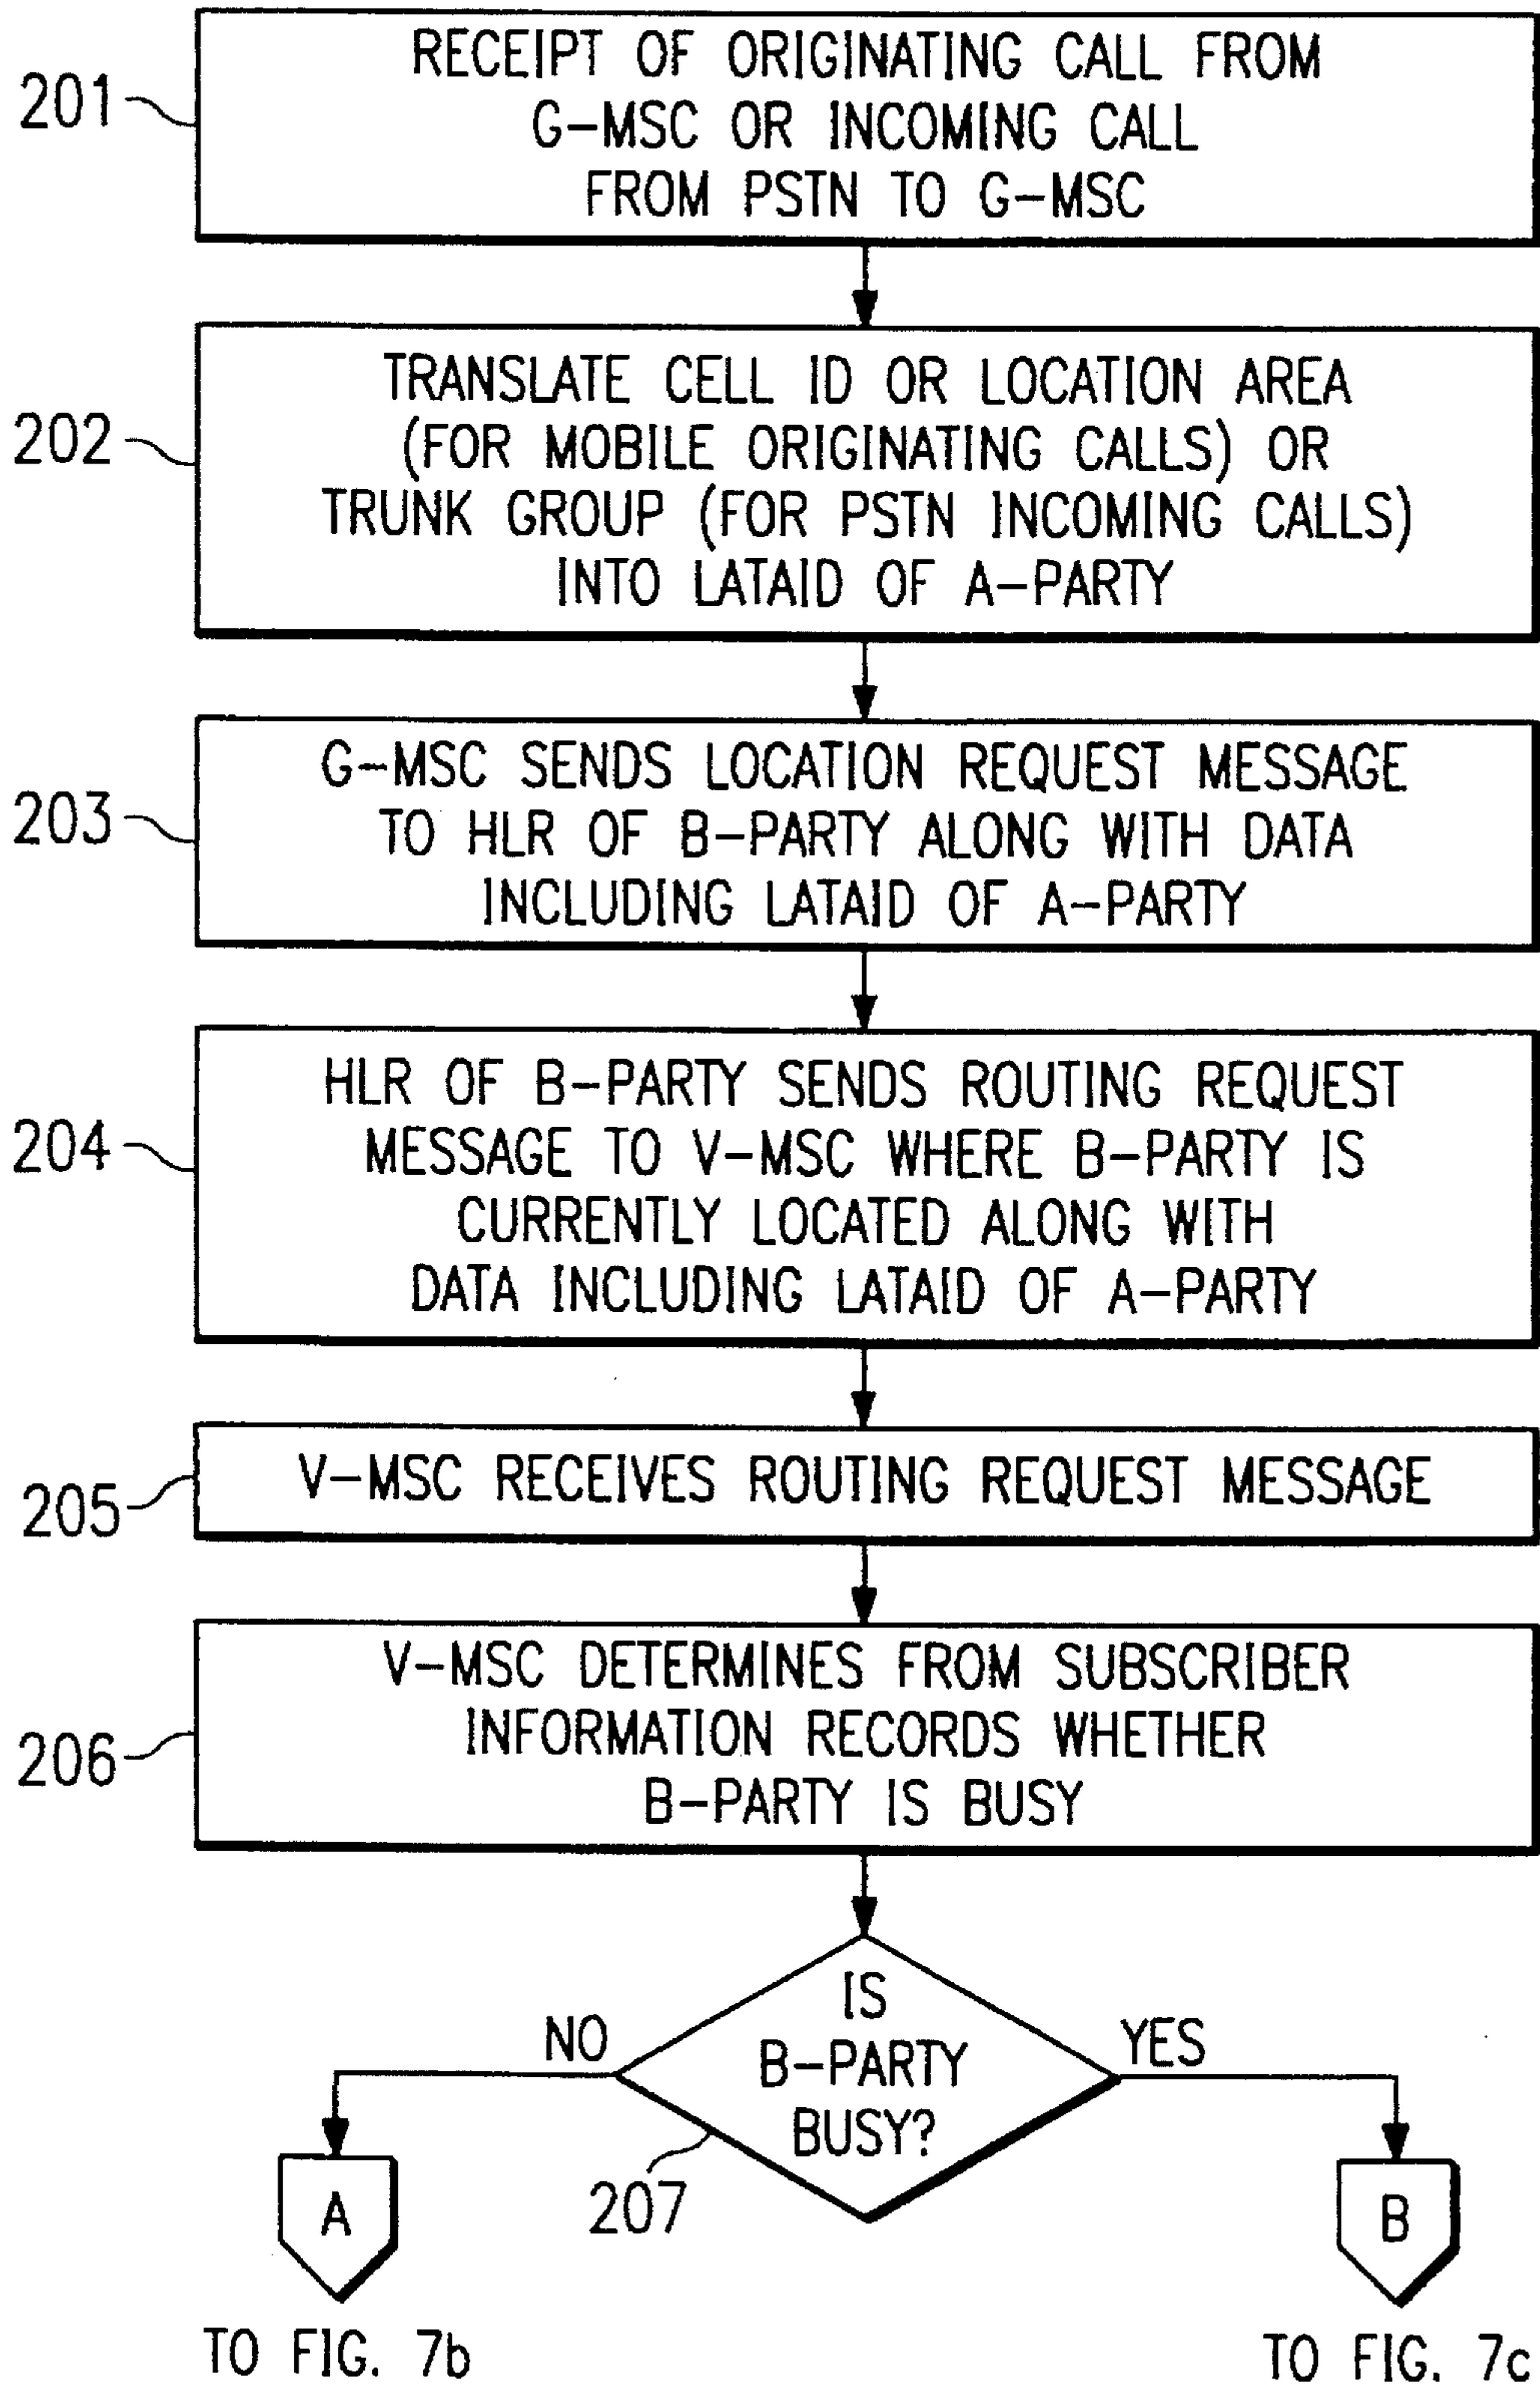 201
RECEIPT OF ORIGINATING CALL FROM
G-MSC OR INCOMING CALL
FROM PSTN TO G-MSC
202
TRANSLATE CELL ID OR LOCATION AREA
(FOR MOBILE ORIGINATING CALLS) OR
TRUNK GROUP (FOR PSTN INCOMING CALLS)
INTO LATAID OF A-PARTY
203
G-MSC SENDS LOCATION REQUEST MESSAGE
TO HLR OF B-PARTY ALONG WITH DATA
INCLUDING LATAID OF A-PARTY
204
HLR OF B-PARTY SENDS ROUTING REQUEST
MESSAGE TO V-MSC WHERE B-PARTY IS
CURRENTLY LOCATED ALONG WITH
DATA INCLUDING LATAID OF A-PARTY
205
V-MSC RECEIVES ROUTING REQUEST MESSAGE
206
V-MSC DETERMINES FROM SUBSCRIBER
INFORMATION RECORDS WHETHER
B-PARTY IS BUSY
IS
B-PARTY
BUSY?
NO
YES
207
A
B
TO FIG. 7b
TO FIG. 7c